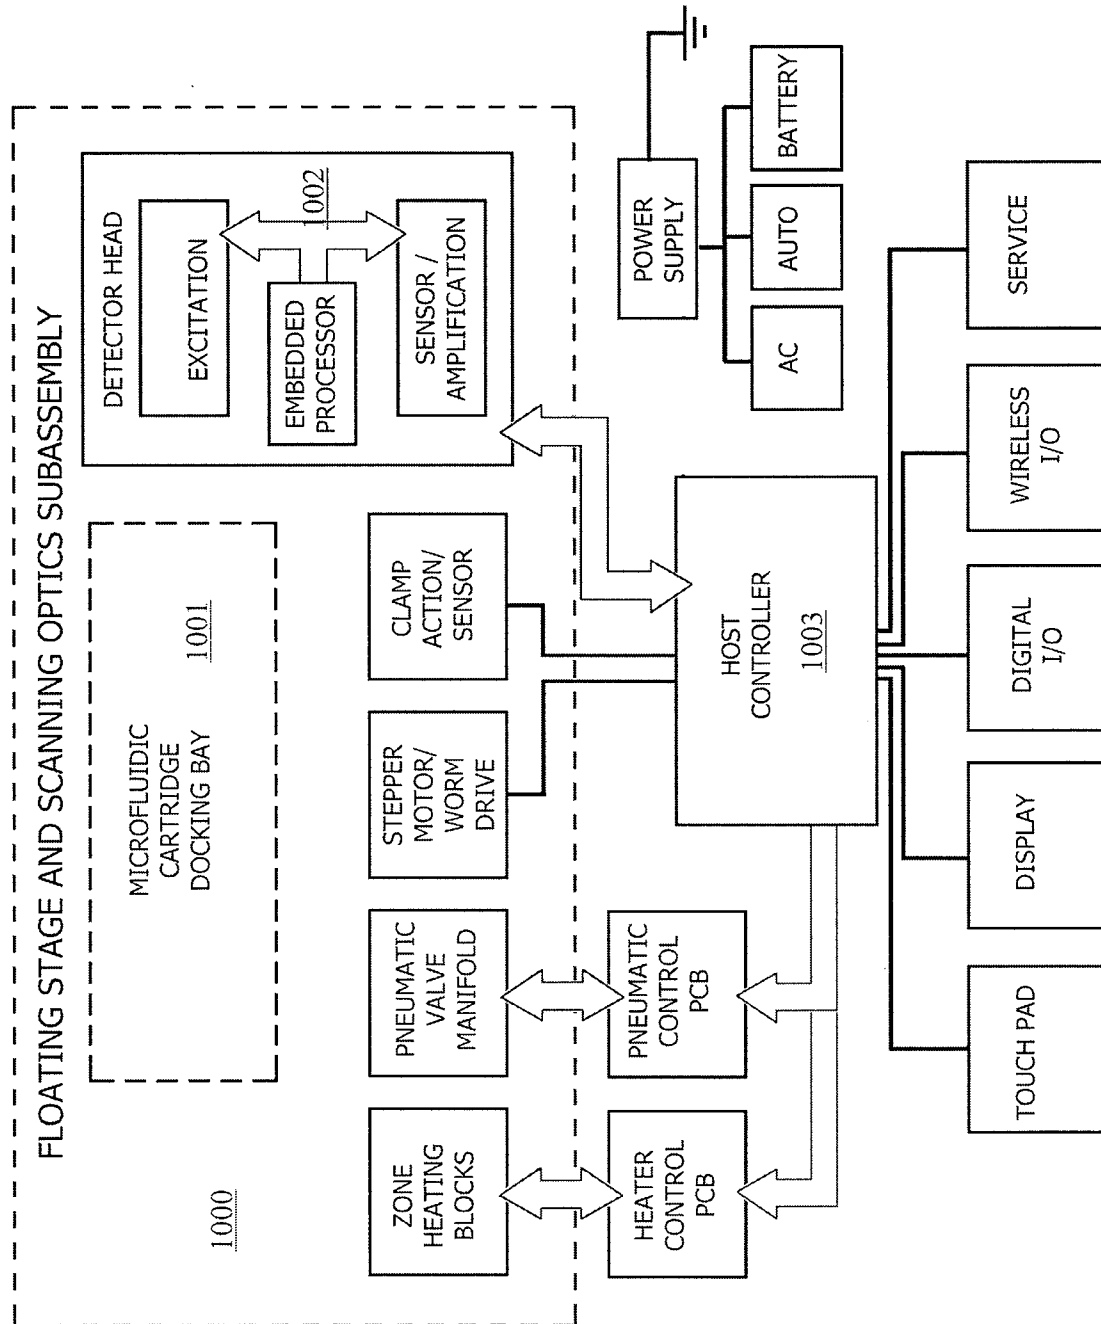 FLOATING STAGE AND SCANNING OPTICS SUBASSEMBLY
1000
MICROFLUIDIC
CARTRIDGE
DOCKING BAY
1001
DETECTOR HEAD
EXCITATION
1002
EMBEDDED
PROCESSOR
SENSOR /
AMPLIFICATION
ZONE
HEATING
BLOCKS
PNEUMATIC
VALVE
MANIFOLD
STEPPER
MOTOR/
WORM
DRIVE
CLAMP
ACTION/
SENSOR
HEATER
CONTROL
PCB
PNEUMATIC
CONTROL
PCB
HOST
CONTROLLER
1003
POWER
SUPPLY
AC
AUTO
BATTERY
TOUCH PAD
DISPLAY
DIGITAL
I/O
WIRELESS
I/O
SERVICE